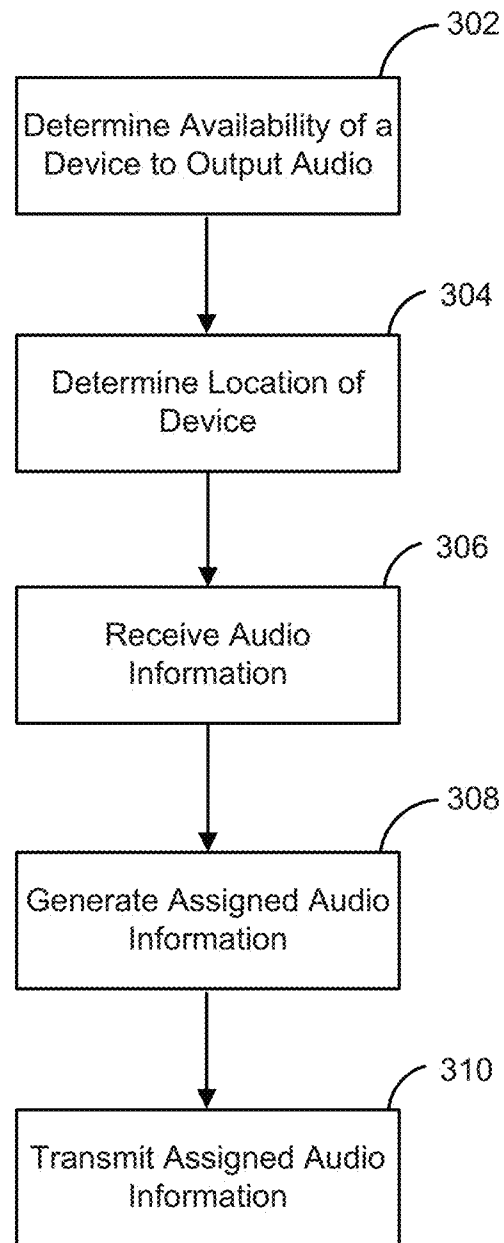 302
Determine Availability of a
Device to Output Audio
304
Determine Location of
Device
306
Receive Audio
Information
308
Generate Assigned Audio
Information
310
Transmit Assigned Audio
Information